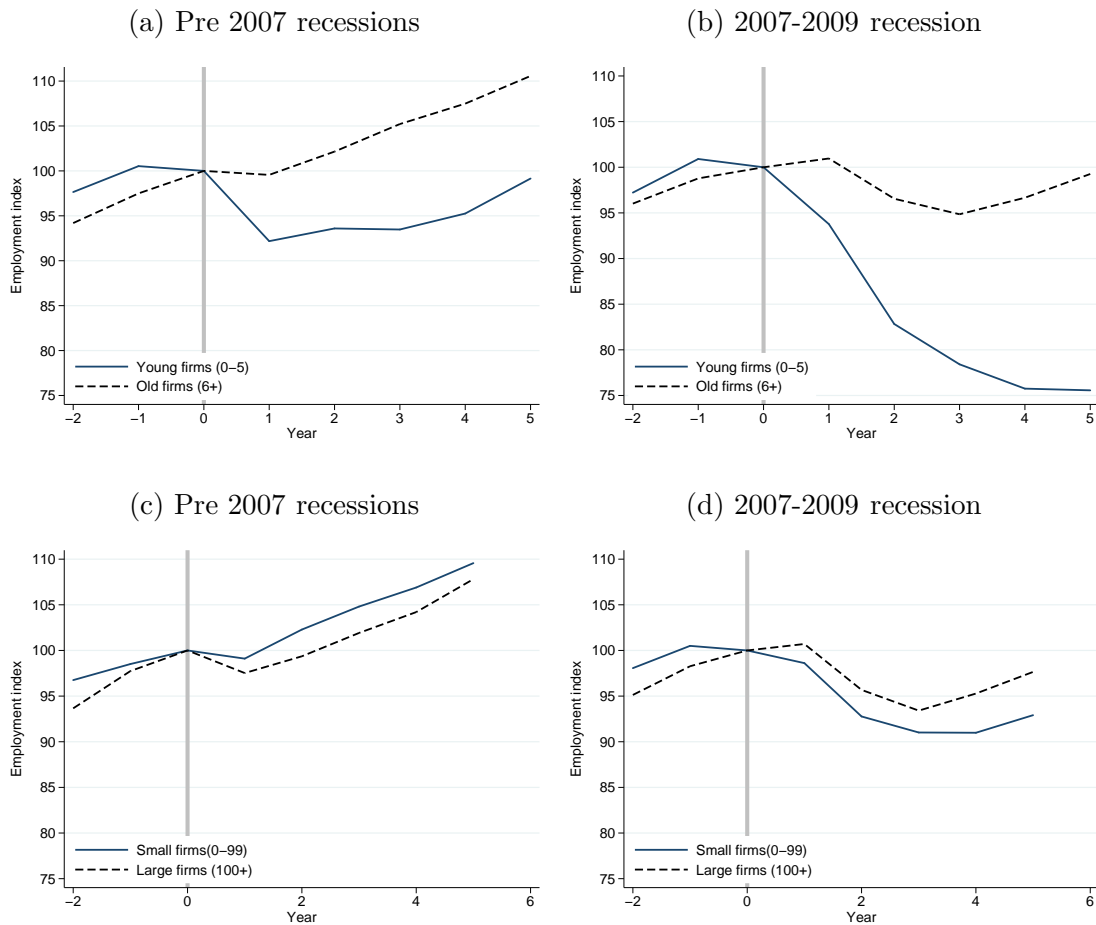 (a) Pre 2007 recessions
110
105
100
95
90
85
80
75
Employment index
Young firms (0–5)
Old firms (6+)
–2 –1 0 1 2 3 4 5
Year
(b) 2007-2009 recession
110
105
100
95
90
85
80
75
Employment index
Young firms (0–5)
Old firms (6+)
–2 –1 0 1 2 3 4 5
Year
(c) Pre 2007 recessions
110
105
100
95
90
85
80
75
Employment index
Small firms(0–99)
Large firms (100+)
–2 0 2 4 6
Year
(d) 2007-2009 recession
110
105
100
95
90
85
80
75
Employment index
Small firms(0–99)
Large firms (100+)
–2 0 2 4 6
Year